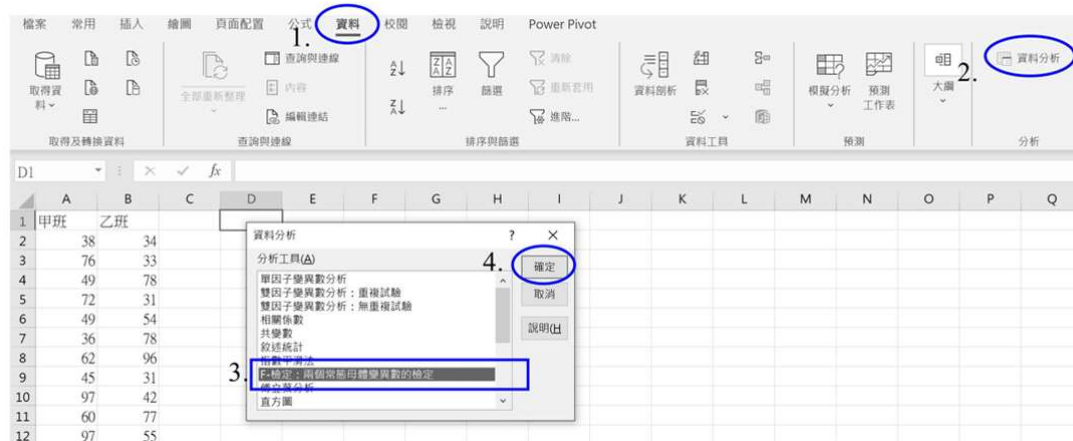 檔案 常用 插入 繪圖 頁面配置 公式 資料 校閱 檢視 說明 Power Pivot
1.
取得資料
全部重新整理
查詢與連線
內容
編輯連結
排序
...
篩選
清除
重新套用
進階...
資料剖析
模擬分析
預測工作表
大綱
2.
資料分析
取得及轉換資料 查詢與連線 排序與篩選 資料工具 預測 分析
D1 fx
A B C D E F G H I J K L M N O P Q
1 甲班 乙班
2 38 34
3 76 33
4 49 78
5 72 31
6 49 54
7 36 78
8 62 96
9 45 31
10 97 42
11 60 77
12 97 55
資料分析 ? ×
分析工具(A)
4.
單因子變異數分析
雙因子變異數分析：重複試驗
雙因子變異數分析：無重複試驗
相關係數
共變數
敘述統計
指數平滑法
3.
F-檢定：兩個常態母體變異數的檢定
傅立葉分析
直方圖
確定
取消
說明(H